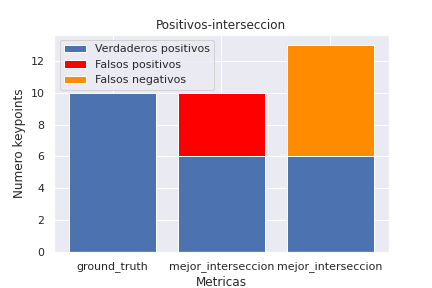 Positivos-interseccion
Verdaderos positivos
Falsos positivos
Falsos negativos
Numero keypoints
12
10
8
6
4
2
0
ground_truth mejor_interseccion mejor_interseccion
Metricas